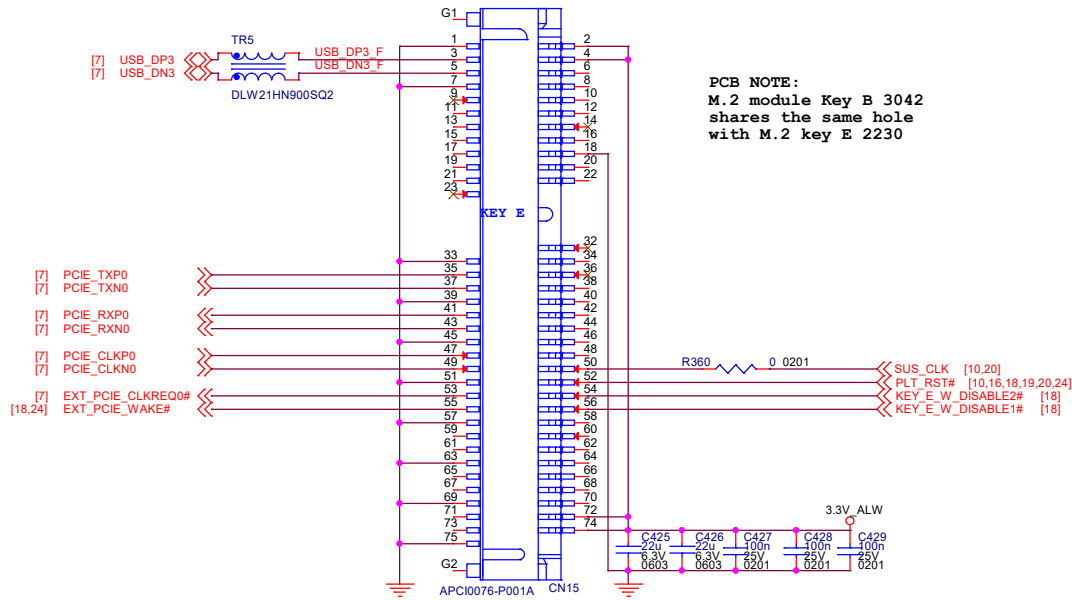 G1
1
2
3
4
5
6
7
8
9
10
11
12
13
14
15
16
17
18
19
20
21
22
23
KEY E
32
33
34
35
36
37
38
39
40
41
42
43
44
45
46
47
48
49
50
51
52
53
54
55
56
57
58
59
60
61
62
63
64
65
66
67
68
69
70
71
72
73
74
75
G2
APCI0076-P001A
CN15
TR5
DLW21HN900SQ2
[7] USB_DP3
[7] USB_DN3
USB_DP3_F
USB_DN3_F
PCB NOTE:
M.2 module Key B 3042
shares the same hole
with M.2 key E 2230
[7] PCIE_TXP0
[7] PCIE_TXN0
[7] PCIE_RXP0
[7] PCIE_RXN0
[7] PCIE_CLKP0
[7] PCIE_CLKN0
[7] EXT_PCIE_CLKREQ0#
[18,24] EXT_PCIE_WAKE#
R360 0 0201
SUS_CLK [10,20]
PLT_RST# [10,16,18,19,20,24]
KEY_E_W_DISABLE2# [18]
KEY_E_W_DISABLE1# [18]
3.3V_ALW
C425
22u
6.3V
0603
C426
22u
6.3V
0603
C427
100n
25V
0201
C428
100n
25V
0201
C429
100n
25V
0201